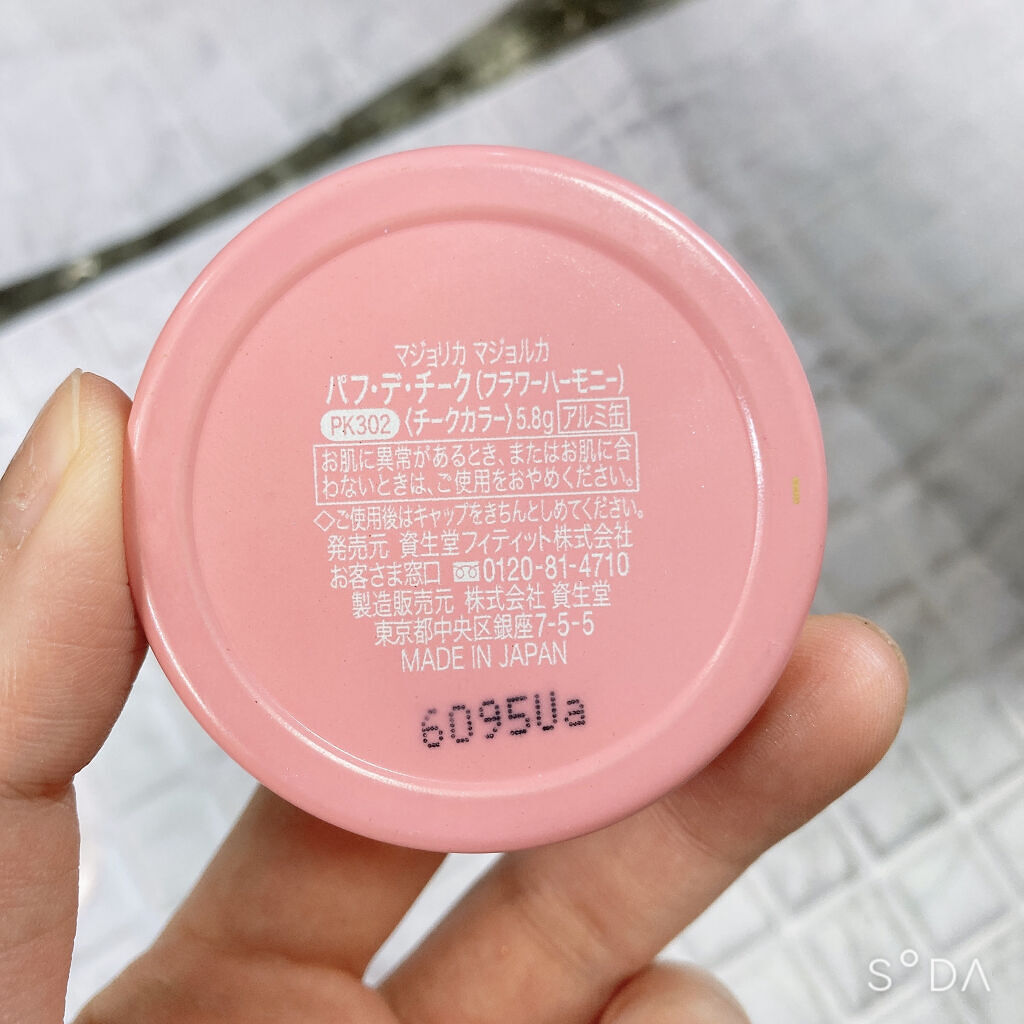 マジョリカ マジョルカ
パフ・デ・チーク(フラワーハーモニー)
PK302 〈チークカラー〉5.8g アルミ缶
お肌に異常があるとき、またはお肌に合
わないときは、ご使用をおやめください。
◇ご使用後はキャップをきちんとしめてください。
発売元 資生堂フィティット株式会社
お客さま窓口 0120-81-4710
製造販売元 株式会社 資生堂
東京都中央区銀座7-5-5
MADE IN JAPAN
6095Ua
S°DA